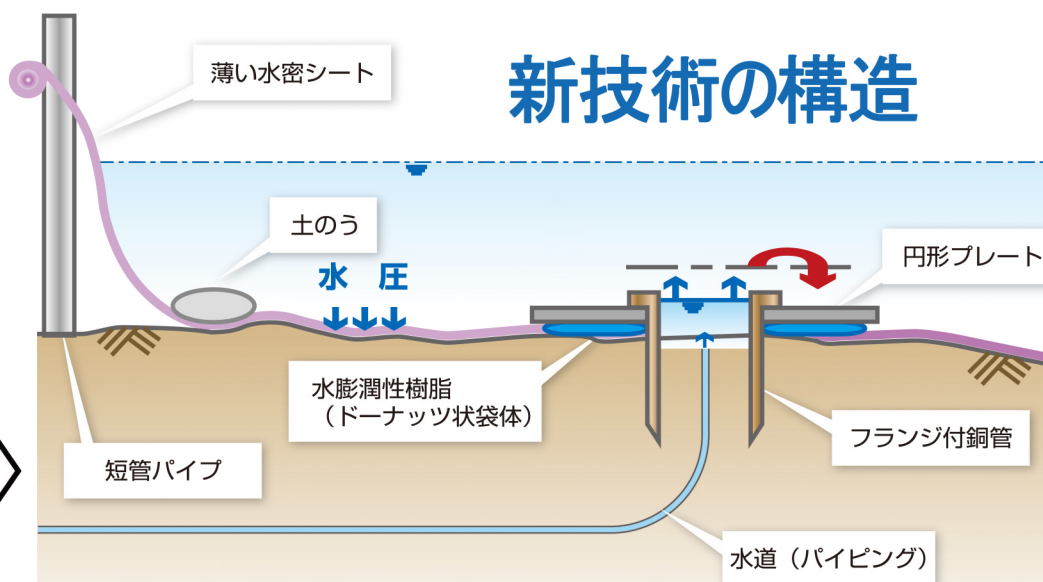 新技術の構造
薄い水密シート
土のう
水 圧
円形プレート
水膨潤性樹脂
（ドーナッツ状袋体）
フランジ付銅管
短管パイプ
水道（パイピング）